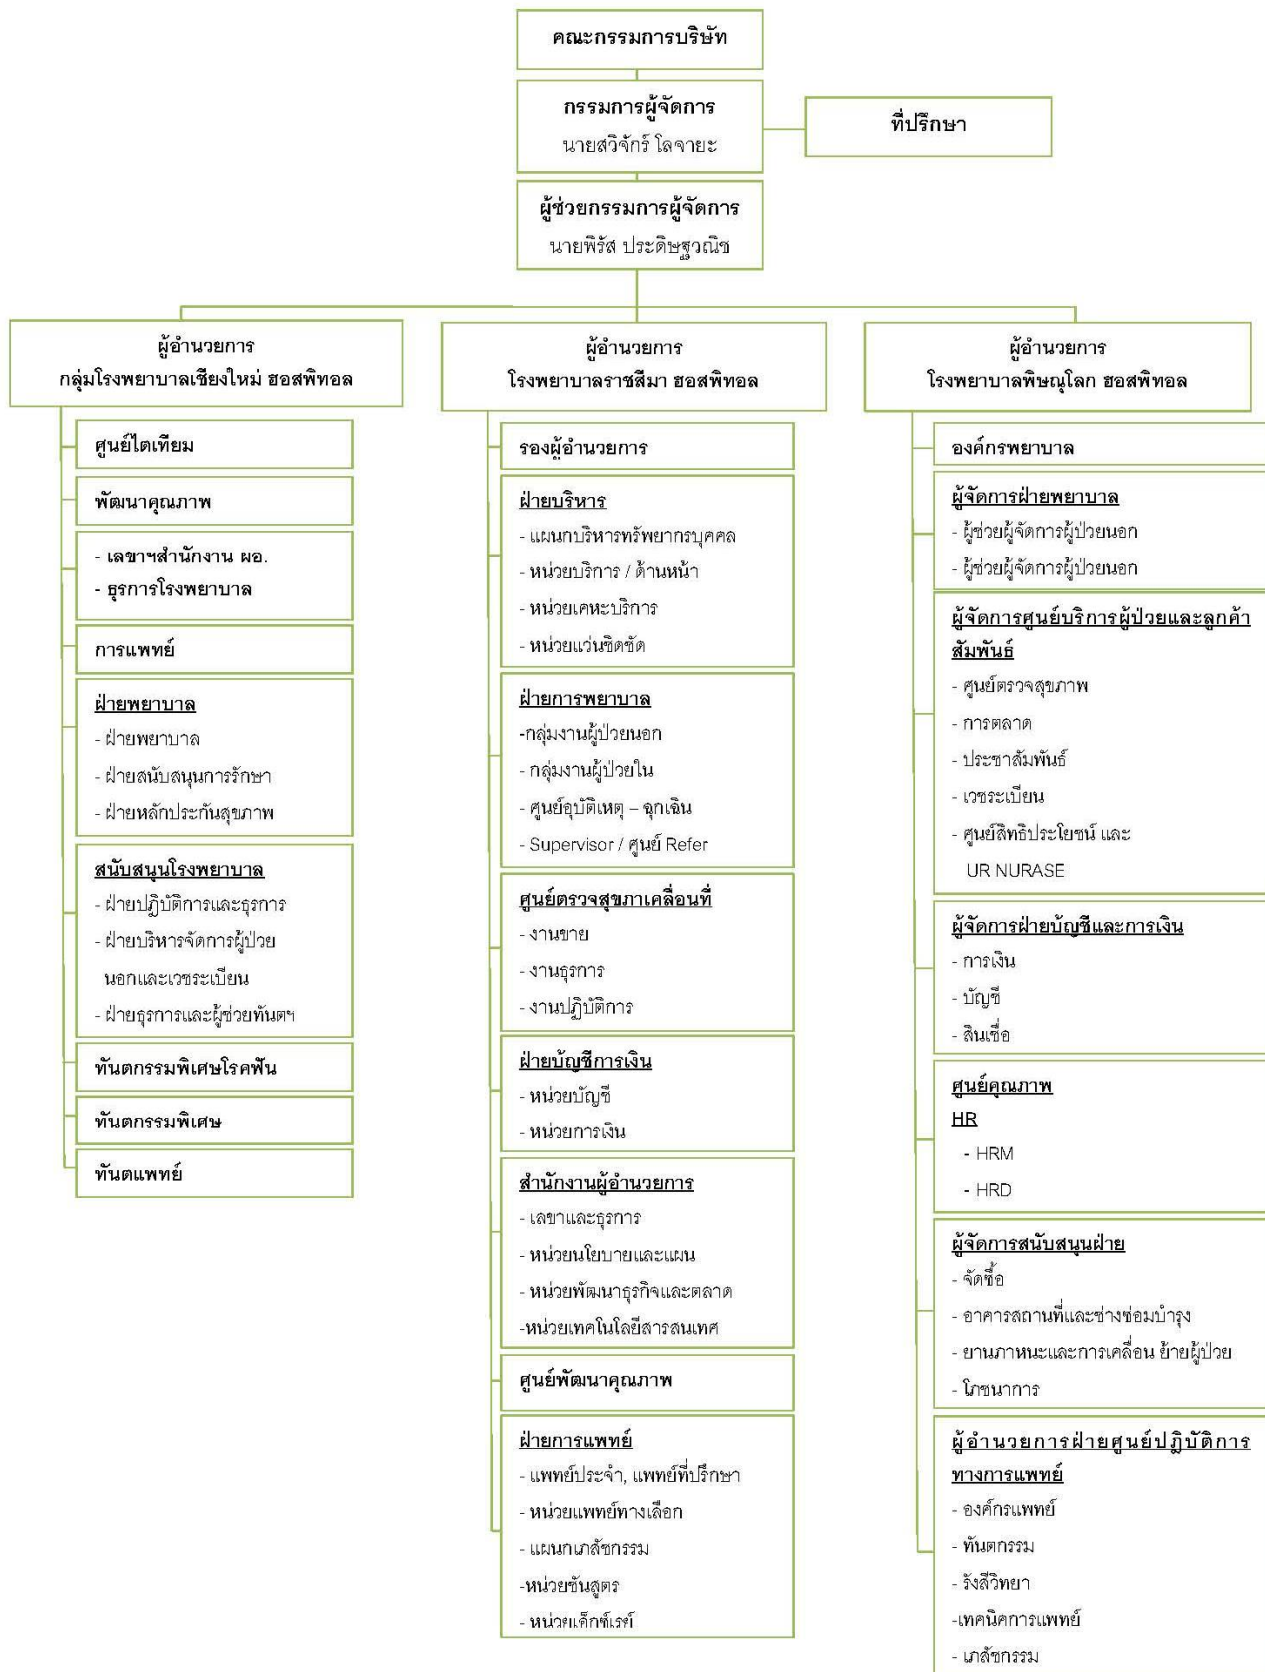 คณะกรรมการบริษัท
กรรมการผู้จัดการ
นายสวิจักร์ โลจายะ
ที่ปรึกษา
ผู้ช่วยกรรมการผู้จัดการ
นายพิรัส ประดิษฐวณิช
ผู้อำนวยการ
กลุ่มโรงพยาบาลเชียงใหม่ ฮอสพิทอล
ศูนย์ไตเทียม
พัฒนาคุณภาพ
- เลขาฯสำนักงาน ผอ.
- ธุรการโรงพยาบาล
การแพทย์
ฝ่ายพยาบาล
- ฝ่ายพยาบาล
- ฝ่ายสนับสนุนการรักษา
- ฝ่ายหลักประกันสุขภาพ
สนับสนุนโรงพยาบาล
- ฝ่ายปฎิบัติการและธุรการ
- ฝ่ายบริหารจัดการผู้ป่วย
นอกและเวชระเบียน
- ฝ่ายธุรการและผู้ช่วยทันตฯ
ทันตกรรมพิเศษโรคฟัน
ทันตกรรมพิเศษ
ทันตแพทย์
ผู้อำนวยการ
โรงพยาบาลราชสีมา ฮอสพิทอล
รองผู้อำนวยการ
ฝ่ายบริหาร
- แผนกบริหารทรัพยากรบุคคล
- หน่วยบริการ / ด้านหน้า
- หน่วยเคหะบริการ
- หน่วยแว่นชิดชัด
ฝ่ายการพยาบาล
-กลุ่มงานผู้ป่วยนอก
- กลุ่มงานผู้ป่วยใน
- ศูนย์อุบัติเหตุ – ฉุกเฉิน
- Supervisor / ศูนย์ Refer
ศูนย์ตรวจสุขภาเคลื่อนที่
- งานขาย
- งานธุรการ
- งานปฏิบัติการ
ฝ่ายบัญชีการเงิน
- หน่วยบัญชี
- หน่วยการเงิน
สำนักงานผู้อำนวยการ
- เลขาและธุรการ
- หน่วยนโยบายและแผน
- หน่วยพัฒนาธุรกิจและตลาด
-หน่วยเทคโนโลยีสารสนเทศ
ศูนย์พัฒนาคุณภาพ
ฝ่ายการแพทย์
- แพทย์ประจำ, แพทย์ที่ปรึกษา
- หน่วยแพทย์ทางเลือก
- แผนกเภสัชกรรม
-หน่วยชันสูตร
- หน่วยเอ็กซ์เรย์
ผู้อำนวยการ
โรงพยาบาลพิษณุโลก ฮอสพิทอล
องค์กรพยาบาล
ผู้จัดการฝ่ายพยาบาล
- ผู้ช่วยผู้จัดการผู้ป่วยนอก
- ผู้ช่วยผู้จัดการผู้ป่วยนอก
ผู้จัดการศูนย์บริการผู้ป่วยและลูกค้า
สัมพันธ์
- ศูนย์ตรวจสุขภาพ
- การตลาด
- ประชาสัมพันธ์
- เวชระเบียน
- ศูนย์สิทธิประโยชน์ และ
UR NURASE
ผู้จัดการฝ่ายบัญชีและการเงิน
- การเงิน
- บัญชี
- สินเชื่อ
ศูนย์คุณภาพ
HR
- HRM
- HRD
ผู้จัดการสนับสนุนฝ่าย
- จัดซื้อ
- อาคารสถานที่และช่างซ่อมบำรุง
- ยานภาหนะและการเคลื่อน ย้ายผู้ป่วย
- โภชนาการ
ผู้อำนวยการฝ่ายศูนย์ปฎิบัติการ
ทางการแพทย์
- องค์กรแพทย์
- ทันตกรรม
- รังสีวิทยา
-เทคนิคการแพทย์
- เภสัชกรรม